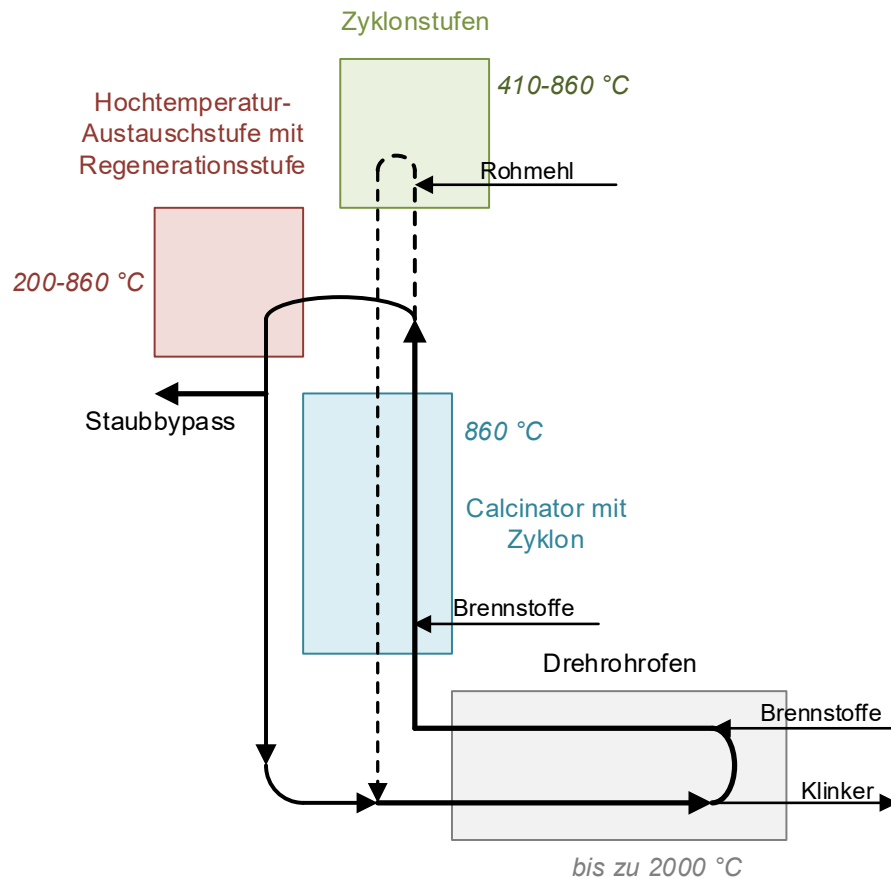 Zyklonstufen
410-860 °C
Hochtemperatur-
Austauschstufe mit
Regenerationsstufe
Rohmehl
200-860 °C
Staubbypass
860 °C
Calcinator mit
Zyklon
Brennstoffe
Drehrohrofen
Brennstoffe
Klinker
bis zu 2000 °C